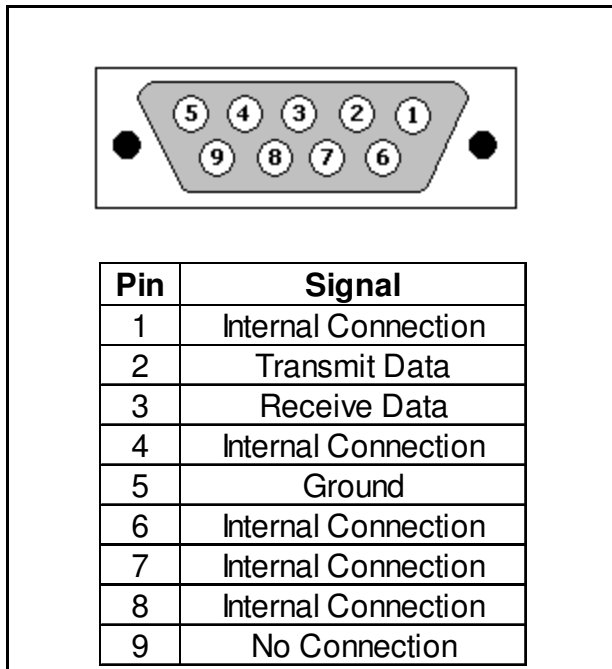 5 4 3 2 1
9 8 7 6
Pin Signal
1 Internal Connection
2 Transmit Data
3 Receive Data
4 Internal Connection
5 Ground
6 Internal Connection
7 Internal Connection
8 Internal Connection
9 No Connection